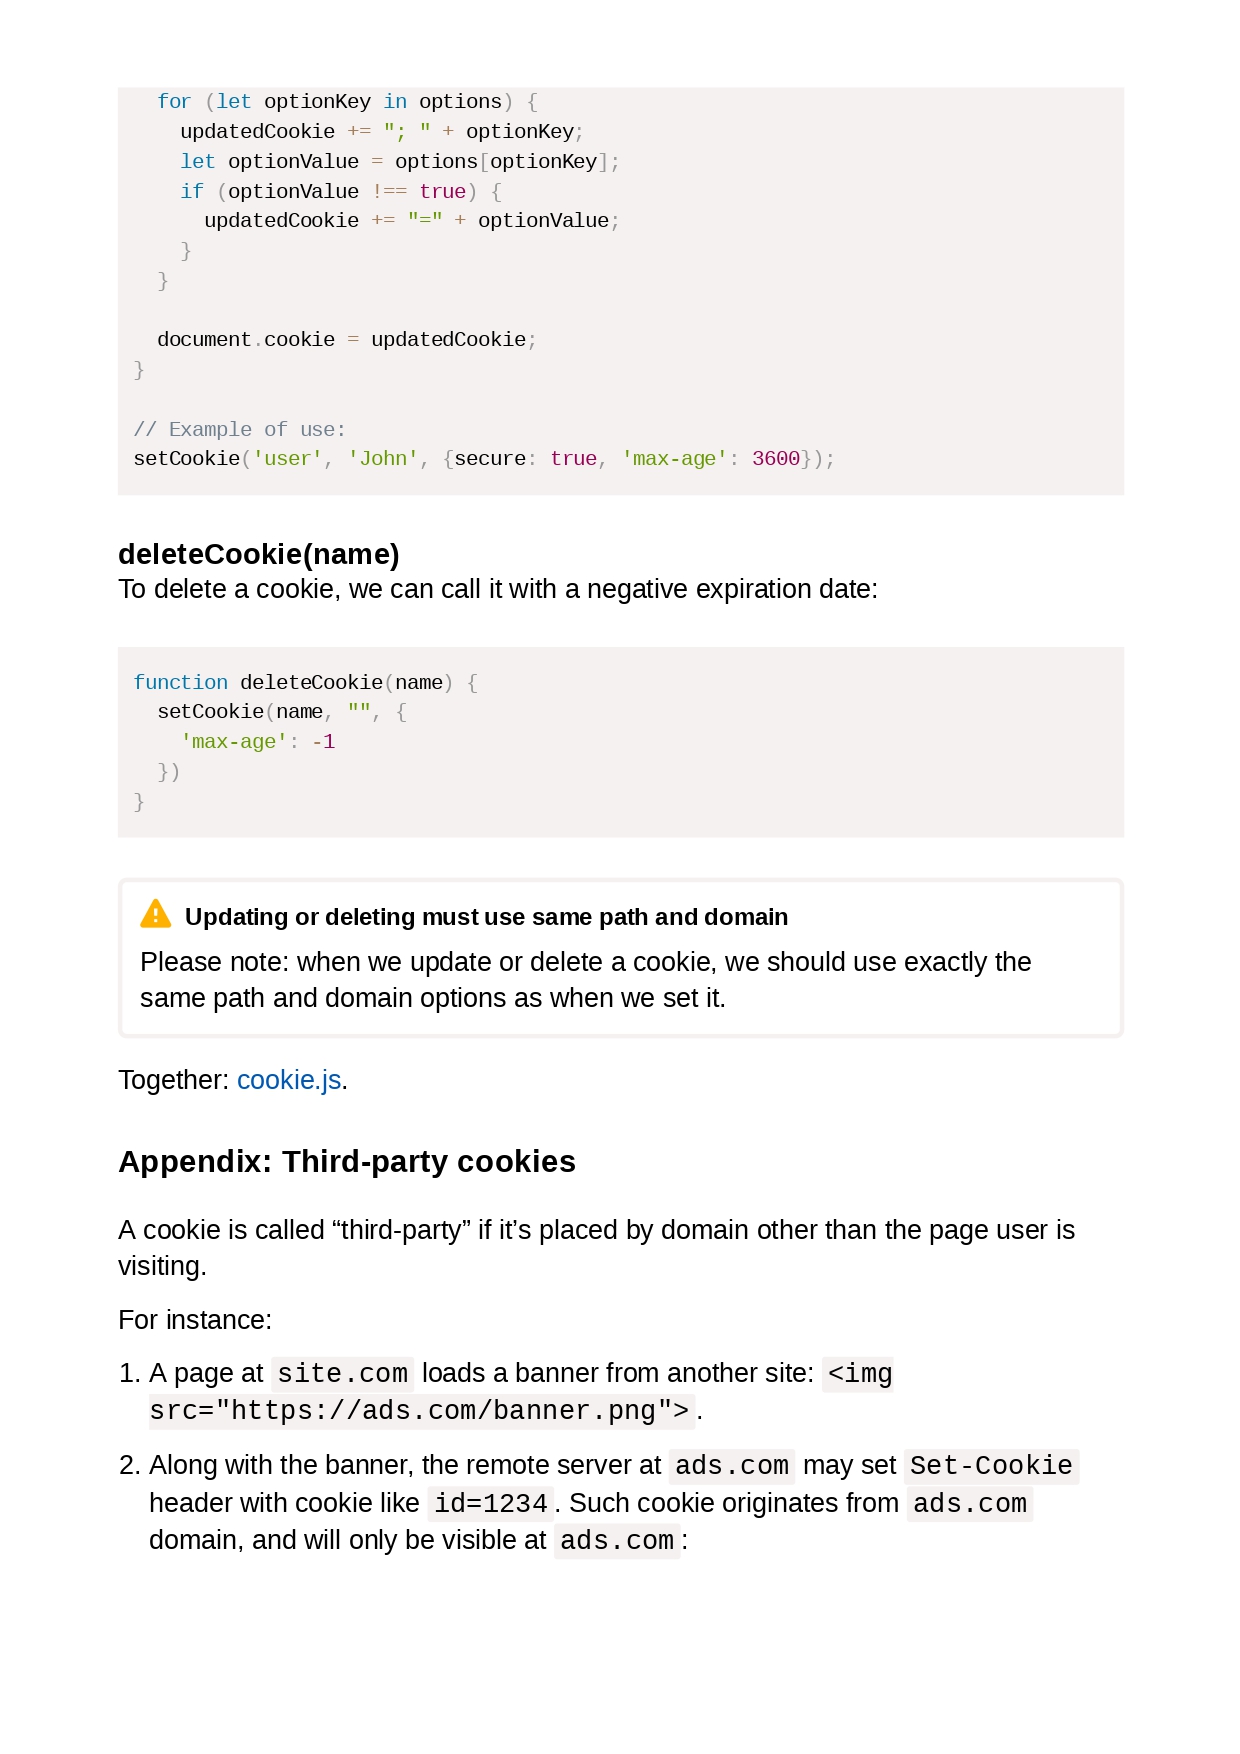 for (let optionKey in options) {
    updatedCookie += "; " + optionKey;
    let optionValue = options[optionKey];
    if (optionValue !== true) {
      updatedCookie += "=" + optionValue;
    }
  }
  document.cookie = updatedCookie;
}
// Example of use:
setCookie('user', 'John', {secure: true, 'max-age': 3600});
deleteCookie(name)
To delete a cookie, we can call it with a negative expiration date:
function deleteCookie(name) {
  setCookie(name, "", {
    'max-age': -1
  })
}
Updating or deleting must use same path and domain
Please note: when we update or delete a cookie, we should use exactly the
same path and domain options as when we set it.
Together: cookie.js.
Appendix: Third-party cookies
A cookie is called “third-party” if it’s placed by domain other than the page user is
visiting.
For instance:
1. A page at site.com loads a banner from another site: <img
src="https://ads.com/banner.png">.
2. Along with the banner, the remote server at ads.com may set Set-Cookie
header with cookie like id=1234. Such cookie originates from ads.com
domain, and will only be visible at ads.com: